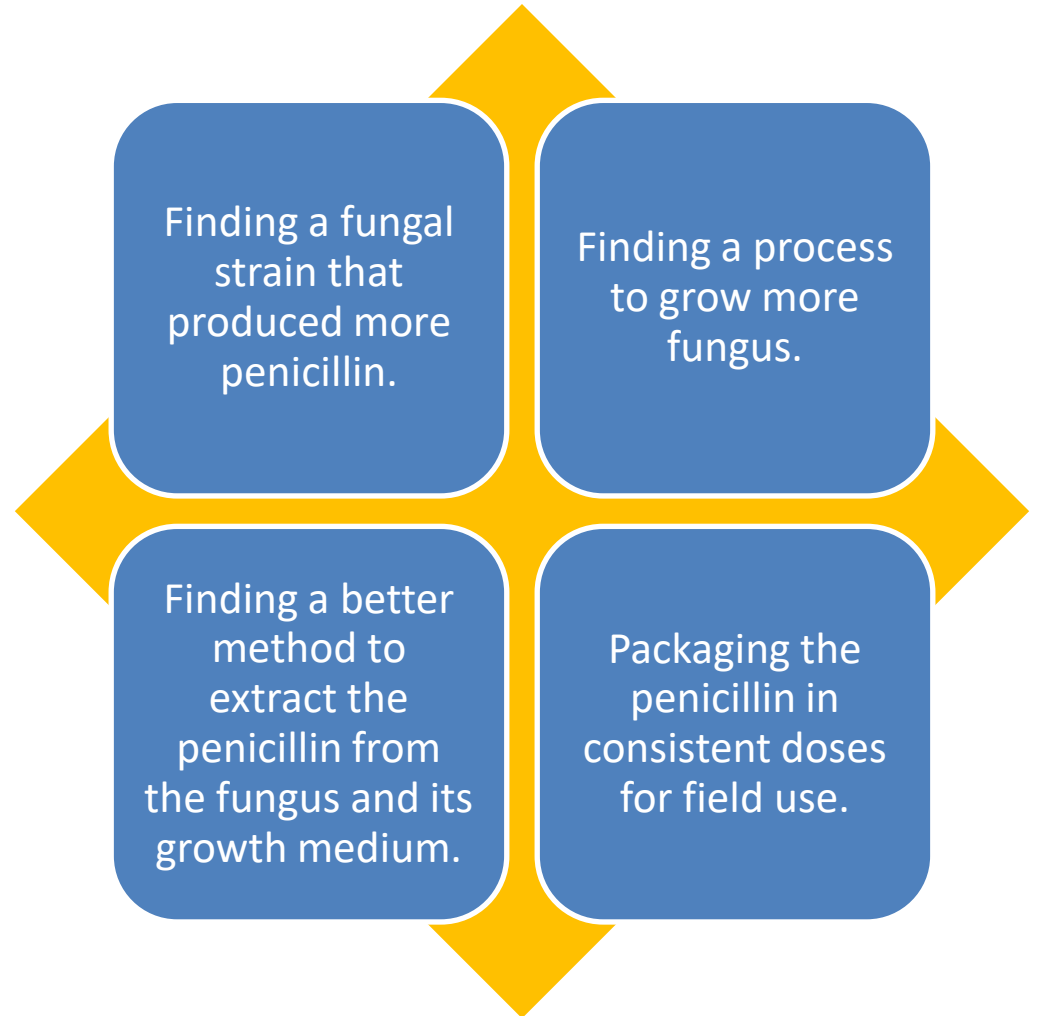 Finding a fungal
strain that
produced more
penicillin.
Finding a process
to grow more
fungus.
Finding a better
method to
extract the
penicillin from
the fungus and its
growth medium.
Packaging the
penicillin in
consistent doses
for field use.